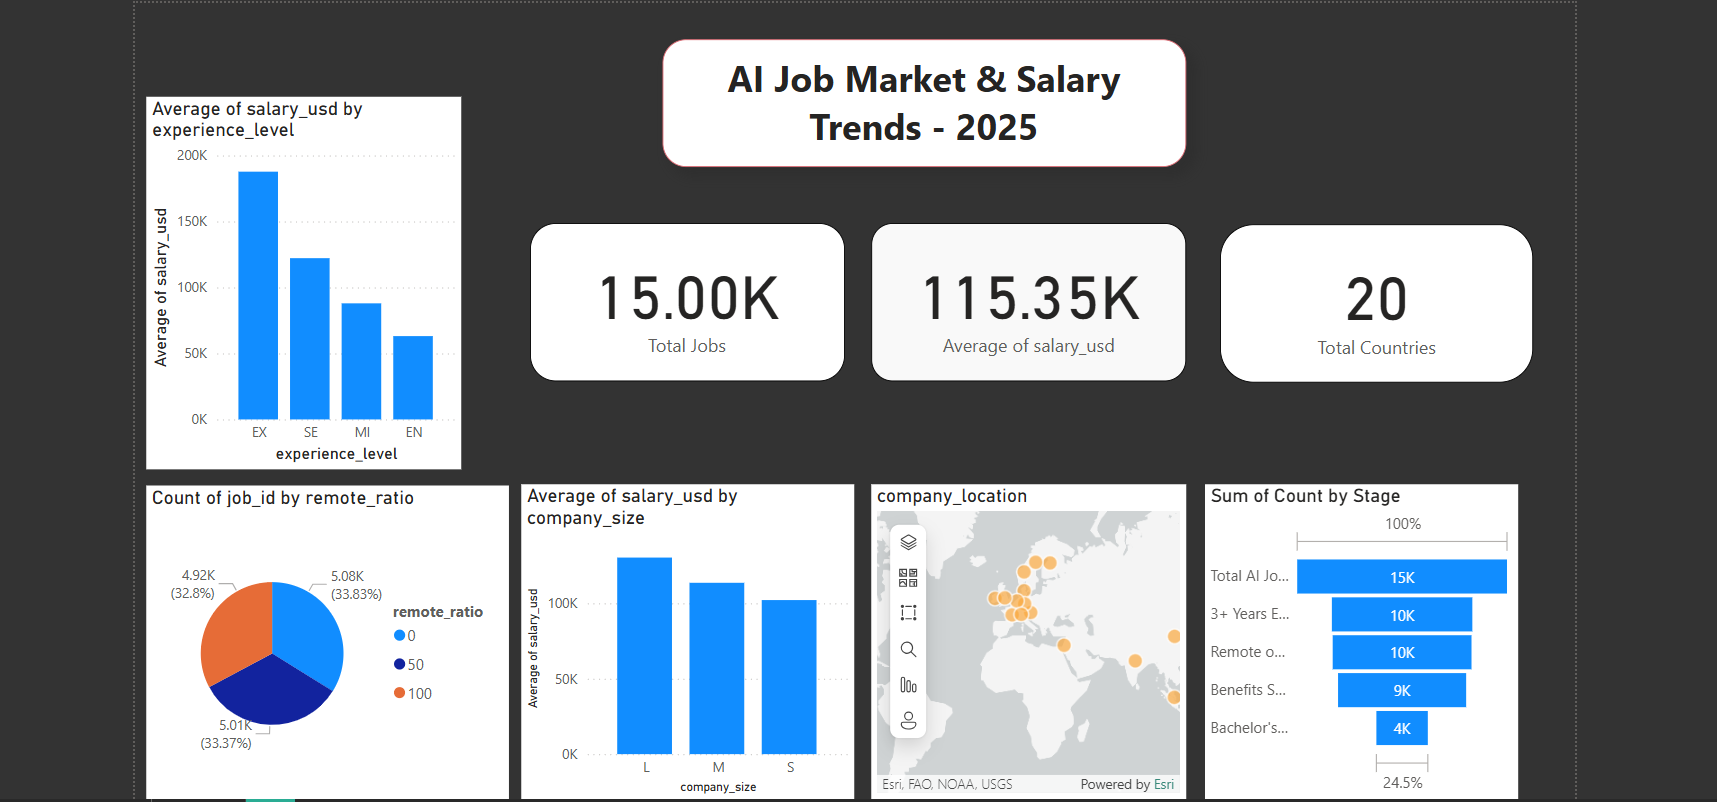 AI Job Market & Salary
Trends - 2025
Average of salary_usd by
experience_level
200K
150K
100K
50K
0K
Average of salary_usd
EX
SE
MI
EN
experience_level
15.00K
Total Jobs
115.35K
Average of salary_usd
20
Total Countries
Count of job_id by remote_ratio
4.92K
(32.8%)
5.08K
(33.83%)
5.01K
(33.37%)
remote_ratio
0
50
100
Average of salary_usd by
company_size
100K
50K
0K
Average of salary_usd
L
M
S
company_size
company_location
Esri, FAO, NOAA, USGS
Powered by Esri
Sum of Count by Stage
100%
Total AI Jo...
15K
3+ Years E...
10K
Remote o...
10K
Benefits S...
9K
Bachelor's...
4K
24.5%